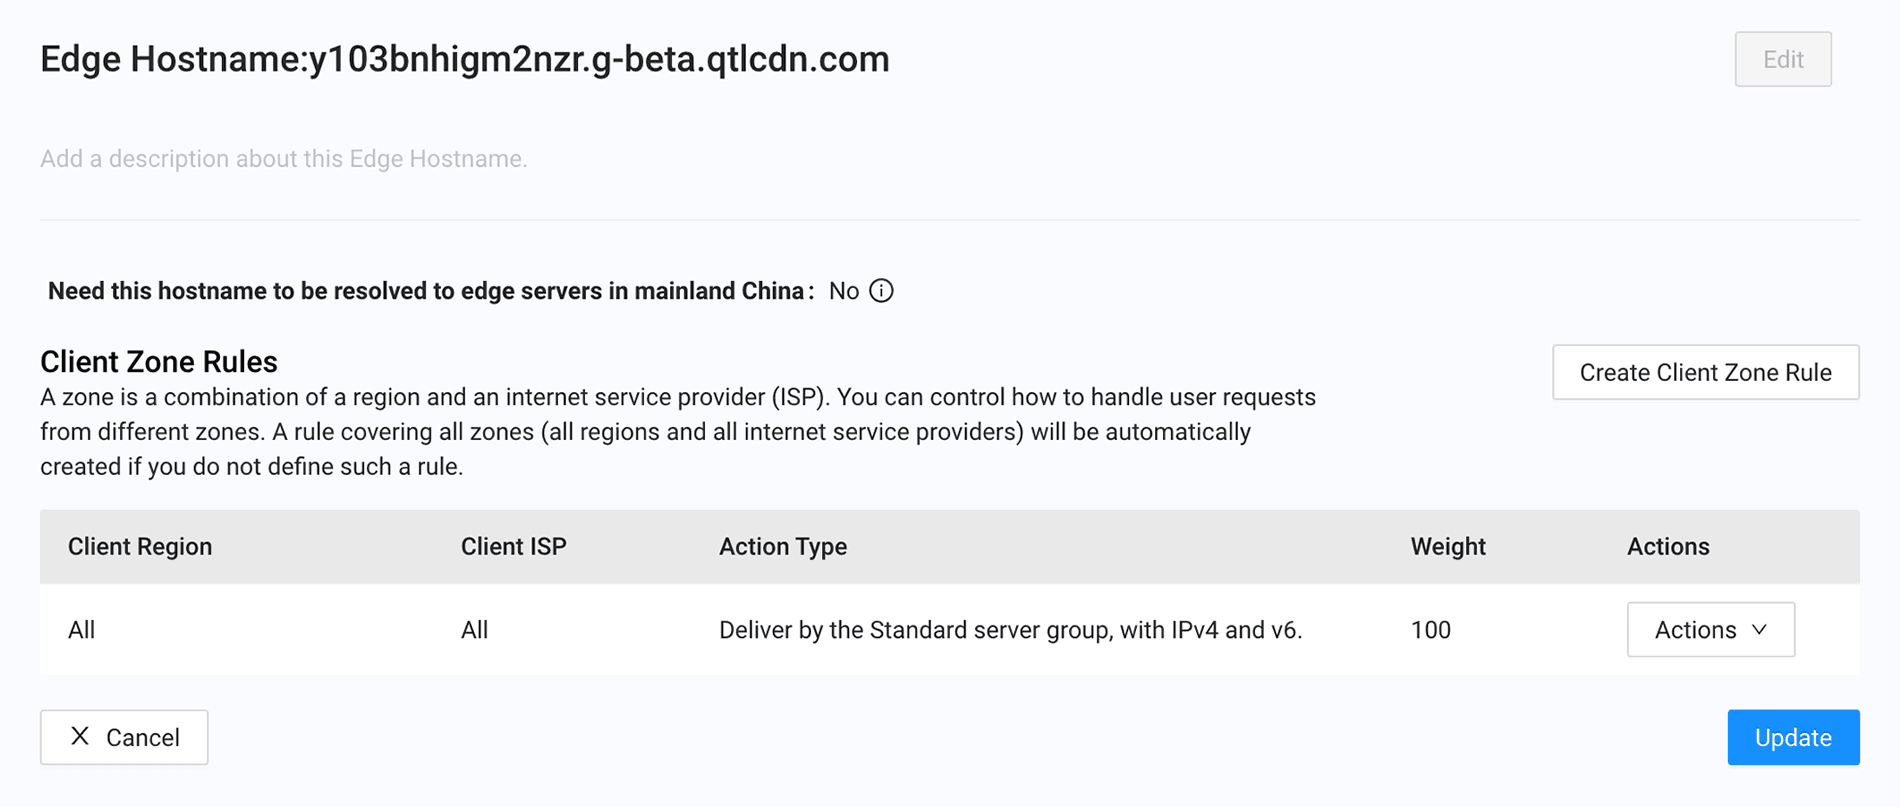 Edge Hostname:y103bnhigm2nzr.g-beta.qtlcdn.com
Edit
Add a description about this Edge Hostname.
Need this hostname to be resolved to edge servers in mainland China: No
Client Zone Rules
Create Client Zone Rule
A zone is a combination of a region and an internet service provider (ISP). You can control how to handle user requests
from different zones. A rule covering all zones (all regions and all internet service providers) will be automatically
created if you do not define such a rule.
Client Region Client ISP Action Type Weight Actions
All All Deliver by the Standard server group, with IPv4 and v6. 100 Actions
Cancel
Update